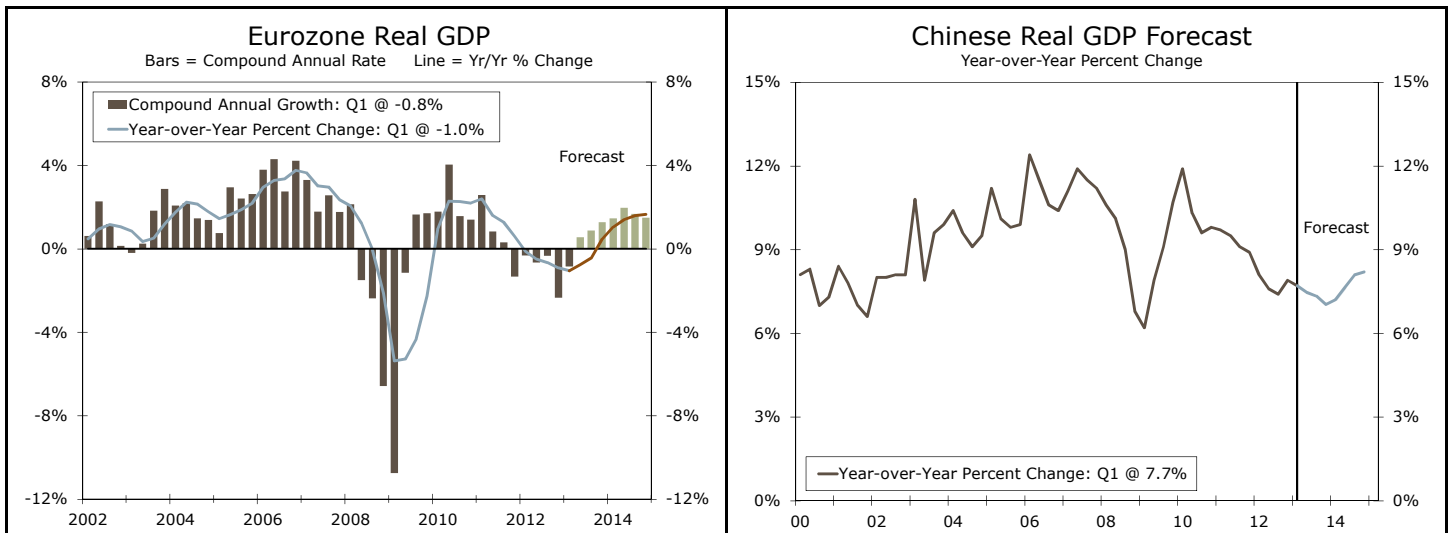 Eurozone Real GDP
Bars = Compound Annual Rate Line = Yr/Yr % Change
8%
8%
Compound Annual Growth: Q1 @ -0.8%
Year-over-Year Percent Change: Q1 @ -1.0%
Forecast
4%
4%
0%
0%
-4%
-4%
-8%
-8%
-12%
-12%
2002 2004 2006 2008 2010 2012 2014
Chinese Real GDP Forecast
Year-over-Year Percent Change
15%
15%
12%
12%
Forecast
9%
9%
6%
6%
3%
3%
Year-over-Year Percent Change: Q1 @ 7.7%
0%
0%
00 02 04 06 08 10 12 14